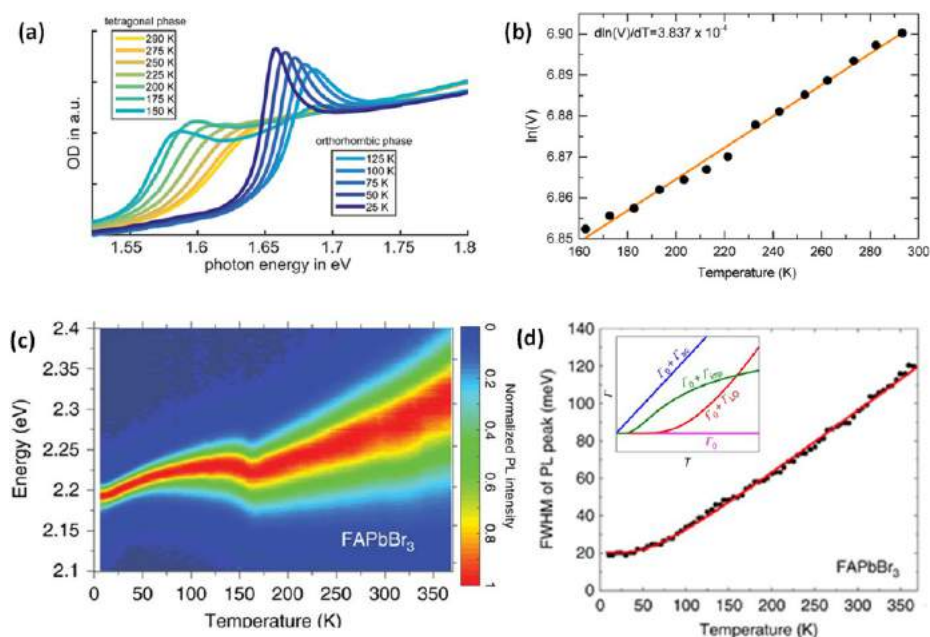 (a)
tetragonal phase
290 K
275 K
250 K
225 K
200 K
175 K
150 K
orthorhombic phase
125 K
100 K
75 K
50 K
25 K
OD in a.u.
1.55
1.6
1.65
1.7
1.75
1.8
photon energy in eV
(b)
dln(V)/dT=3.837 x 10⁻⁴
ln(V)
6.90
6.89
6.88
6.87
6.86
6.85
160
180
200
220
240
260
280
300
Temperature (K)
(c)
Energy (eV)
2.4
2.35
2.3
2.25
2.2
2.15
2.1
FAPbBr₃
0
50
100
150
200
250
300
350
Temperature (K)
0
0.2
0.4
0.6
0.8
1
Normalized PL intensity
(d)
FWHM of PL peak (meV)
140
120
100
80
60
40
20
0
Γ
Γ₀ + Γ_LO
Γ₀
T
FAPbBr₃
0
50
100
150
200
250
300
350
Temperature (K)